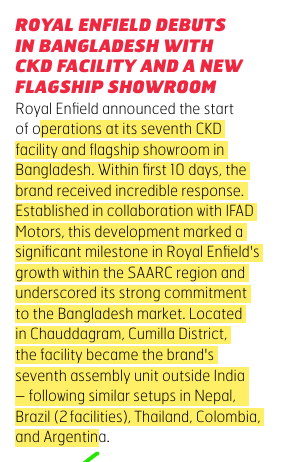 ROYAL ENFIELD DEBUTS
IN BANGLADESH WITH
CKD FACILITY AND A NEW
FLAGSHIP SHOWROOM
Royal Enfield announced the start
of operations at its seventh CKD
facility and flagship showroom in
Bangladesh. Within first 10 days, the
brand received incredible response.
Established in collaboration with IFAD
Motors, this development marked a
significant milestone in Royal Enfield's
growth within the SAARC region and
underscored its strong commitment
to the Bangladesh market. Located
in Chauddagram, Cumilla District,
the facility became the brand's
seventh assembly unit outside India
– following similar setups in Nepal,
Brazil (2 facilities), Thailand, Colombia,
and Argentina.